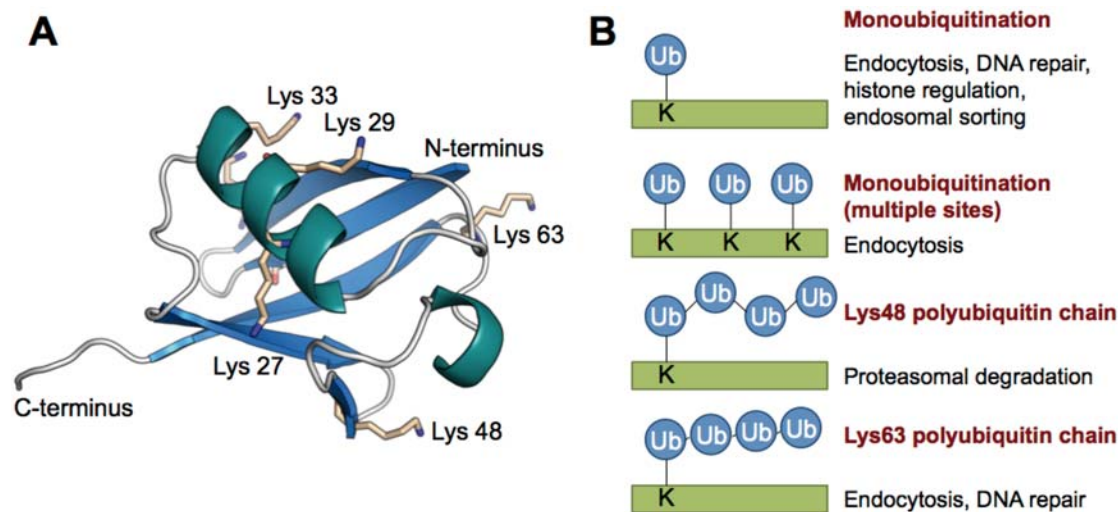 A
Lys 33
Lys 29
N-terminus
Lys 63
Lys 27
C-terminus
Lys 48
B
Monoubiquitination
Ub
Endocytosis, DNA repair,
histone regulation,
endosomal sorting
K
Ub Ub Ub
Monoubiquitination
(multiple sites)
K K K
Endocytosis
Ub Ub Ub Ub
Lys48 polyubiquitin chain
K
Proteasomal degradation
Ub Ub Ub Ub
Lys63 polyubiquitin chain
K
Endocytosis, DNA repair